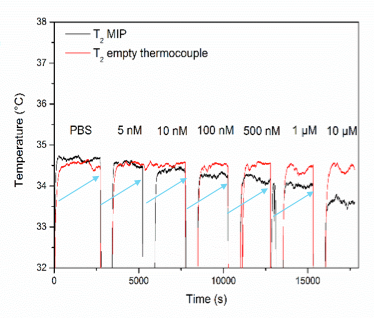 T2 MIP
T2 empty thermocouple
PBS 5 nM 10 nM 100 nM 500 nM 1 µM 10 µM
Temperature (°C)
38
37
36
35
34
33
32
0 5000 10000 15000
Time (s)